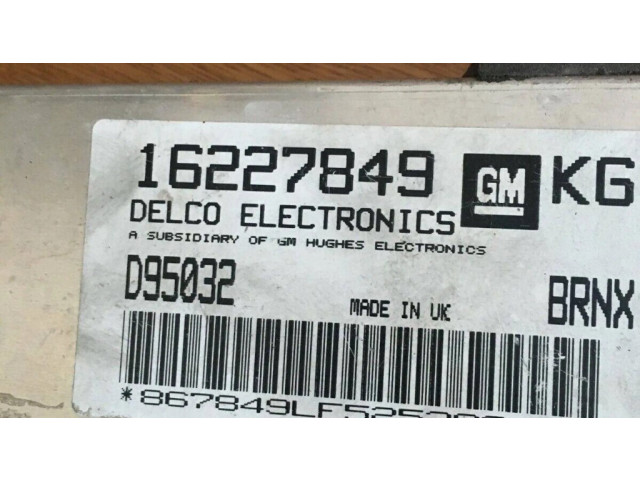 16227849 GM KG
DELCO ELECTRONICS
A SUBSIDIARY OF GM HUGHES ELECTRONICS
D95032 MADE IN UK BRNX